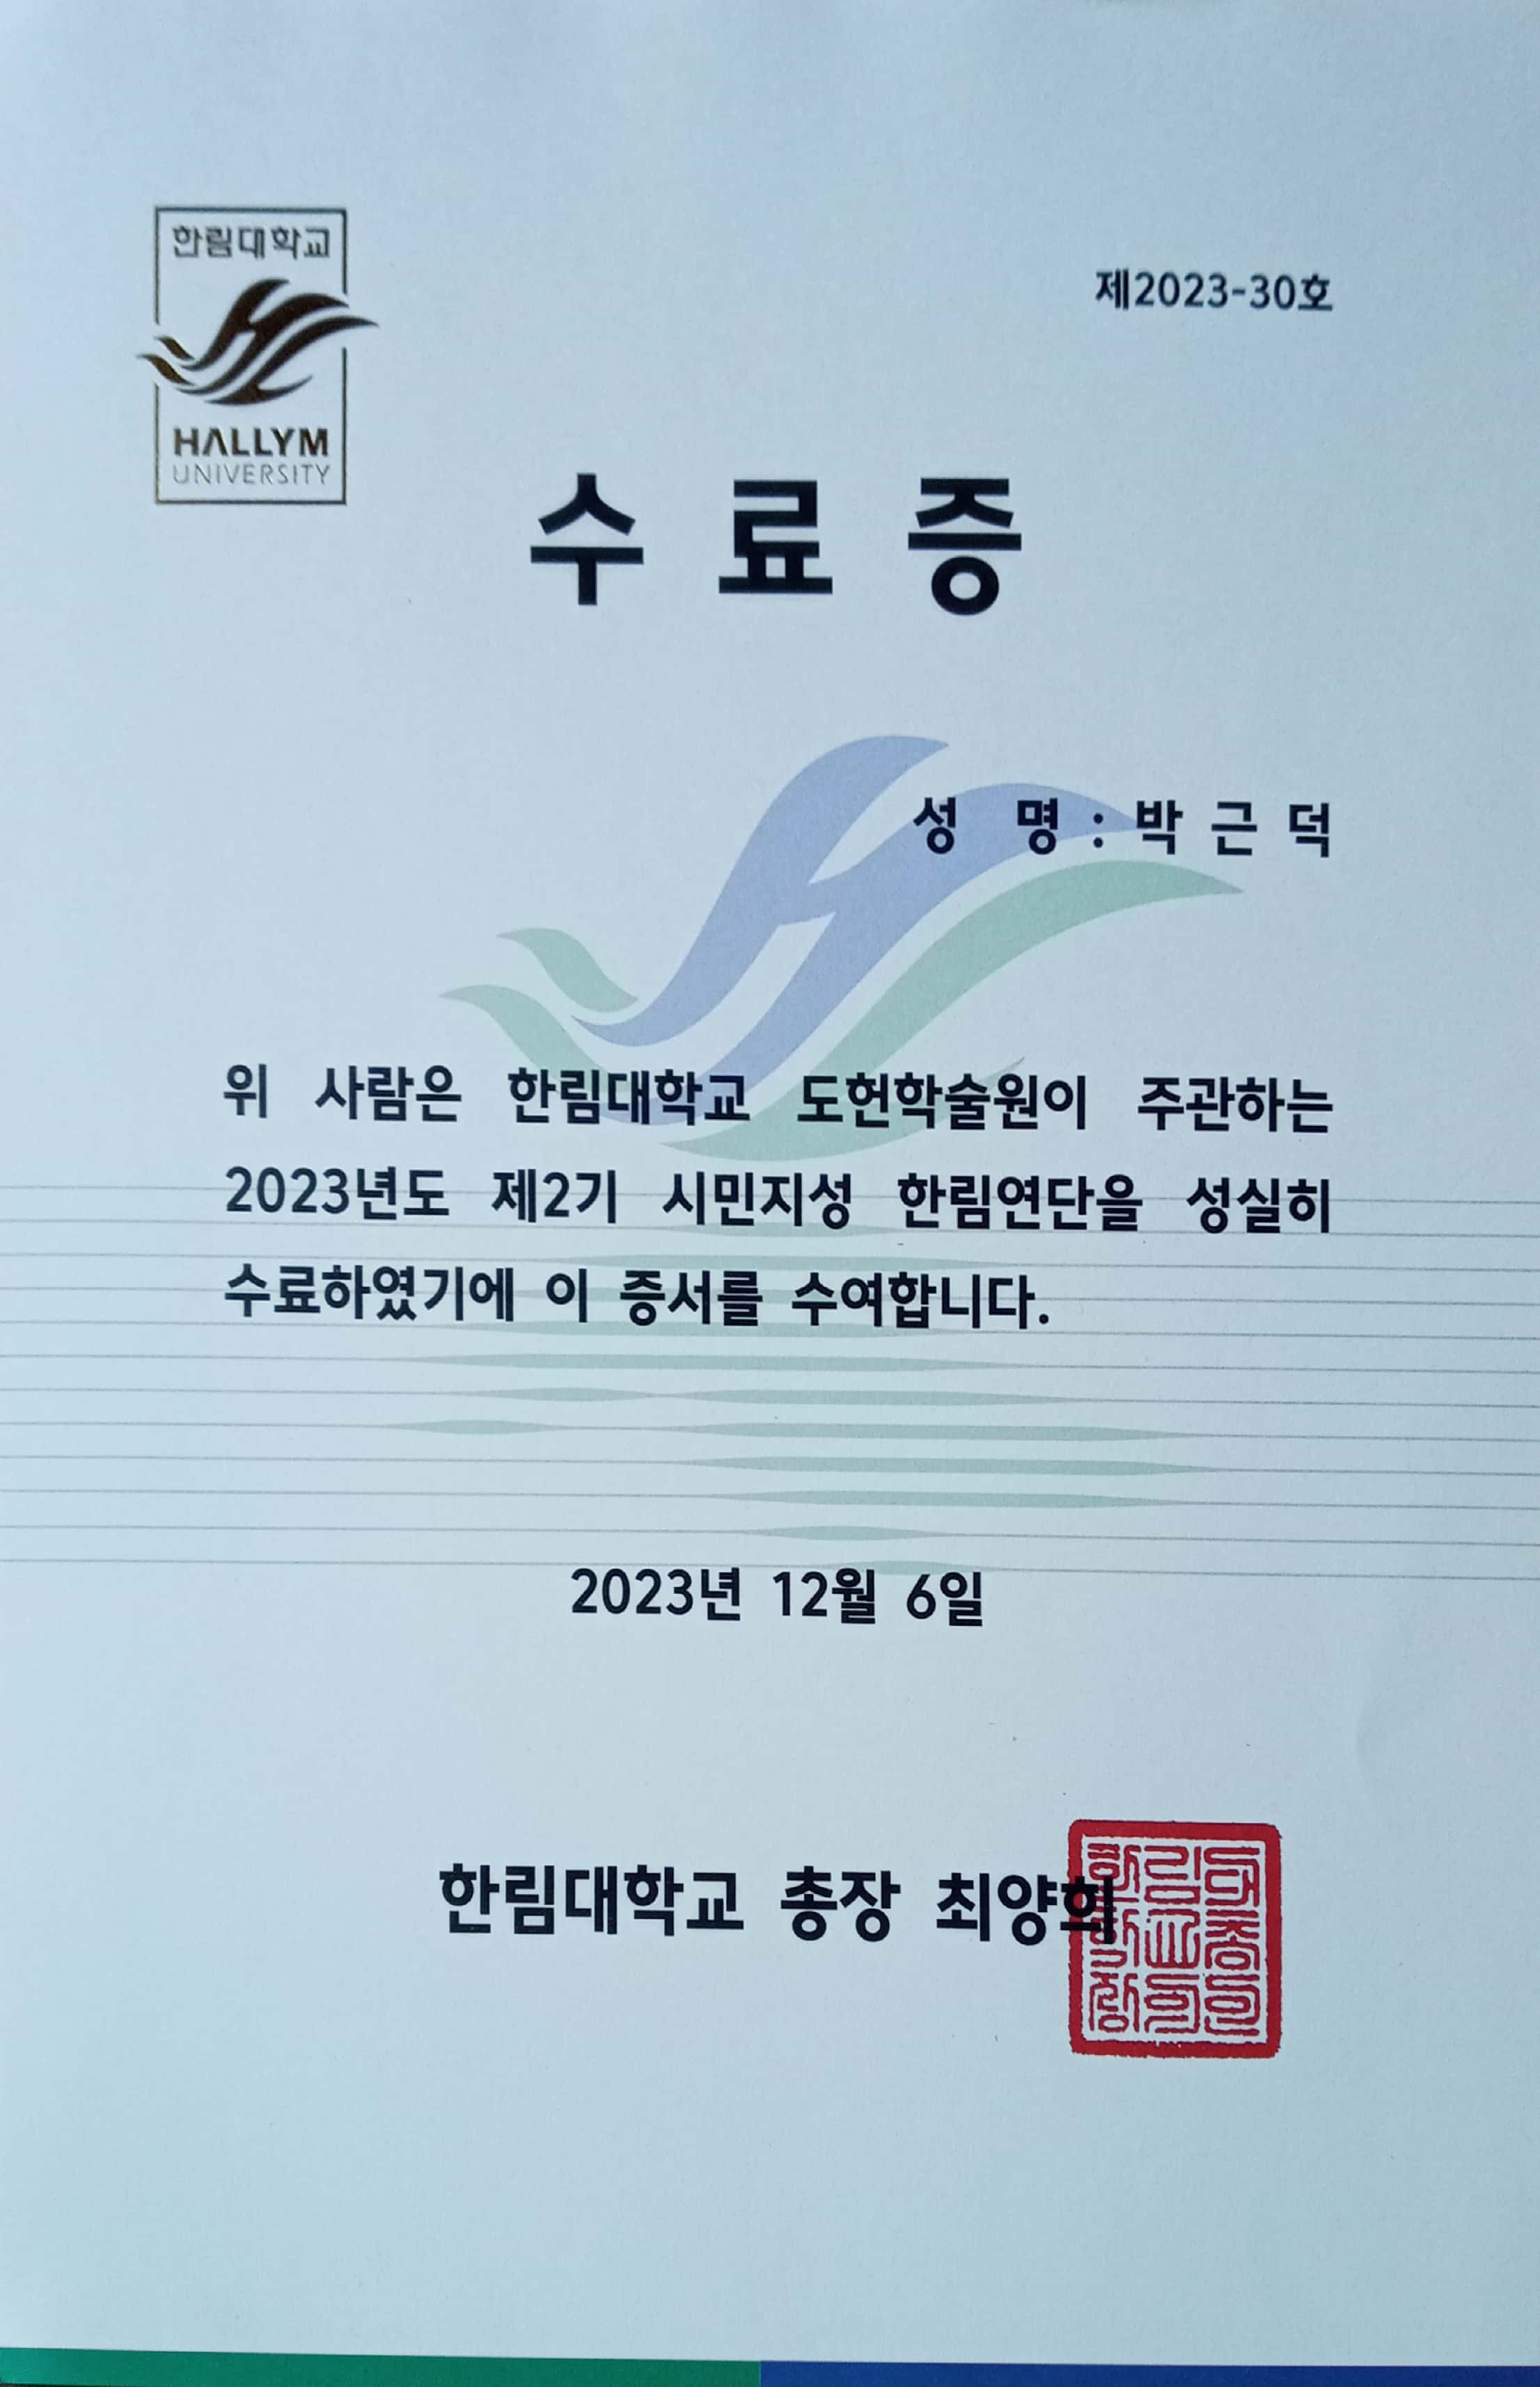 한림대학교
HALLYM
UNIVERSITY
제2023-30호
수 료 증
성 명 : 박 근 덕
위 사람은 한림대학교 도헌학술원이 주관하는
2023년도 제2기 시민지성 한림연단을 성실히
수료하였기에 이 증서를 수여합니다.
2023년 12월 6일
한림대학교 총장 최양희